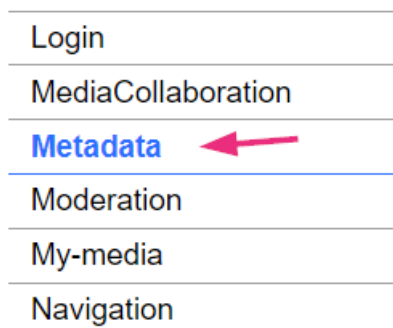 Login
MediaCollaboration
Metadata
Moderation
My-media
Navigation